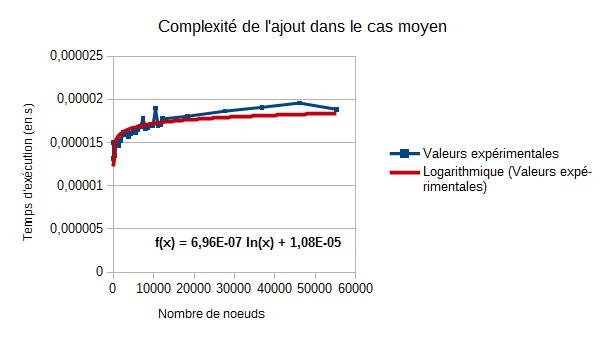 Complexité de l'ajout dans le cas moyen
0,000025
0,00002
0,000015
0,00001
0,000005
0
Temps d'exécution (en s)
f(x) = 6,96E-07 ln(x) + 1,08E-05
0 10000 20000 30000 40000 50000 60000
Nombre de noeuds
Valeurs expérimentales
Logarithmique (Valeurs expé-
rimentales)